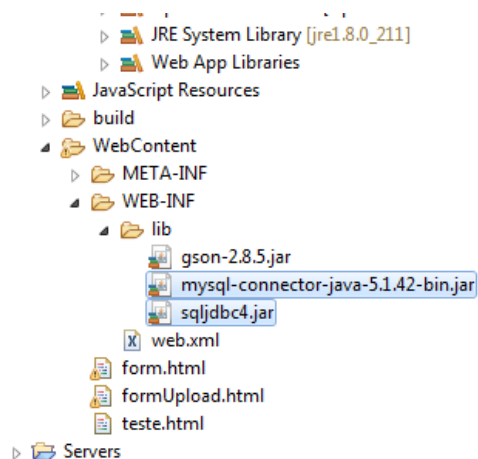 JRE System Library [jre1.8.0_211]
Web App Libraries
JavaScript Resources
build
WebContent
META-INF
WEB-INF
lib
gson-2.8.5.jar
mysql-connector-java-5.1.42-bin.jar
sqljdbc4.jar
web.xml
form.html
formUpload.html
teste.html
Servers